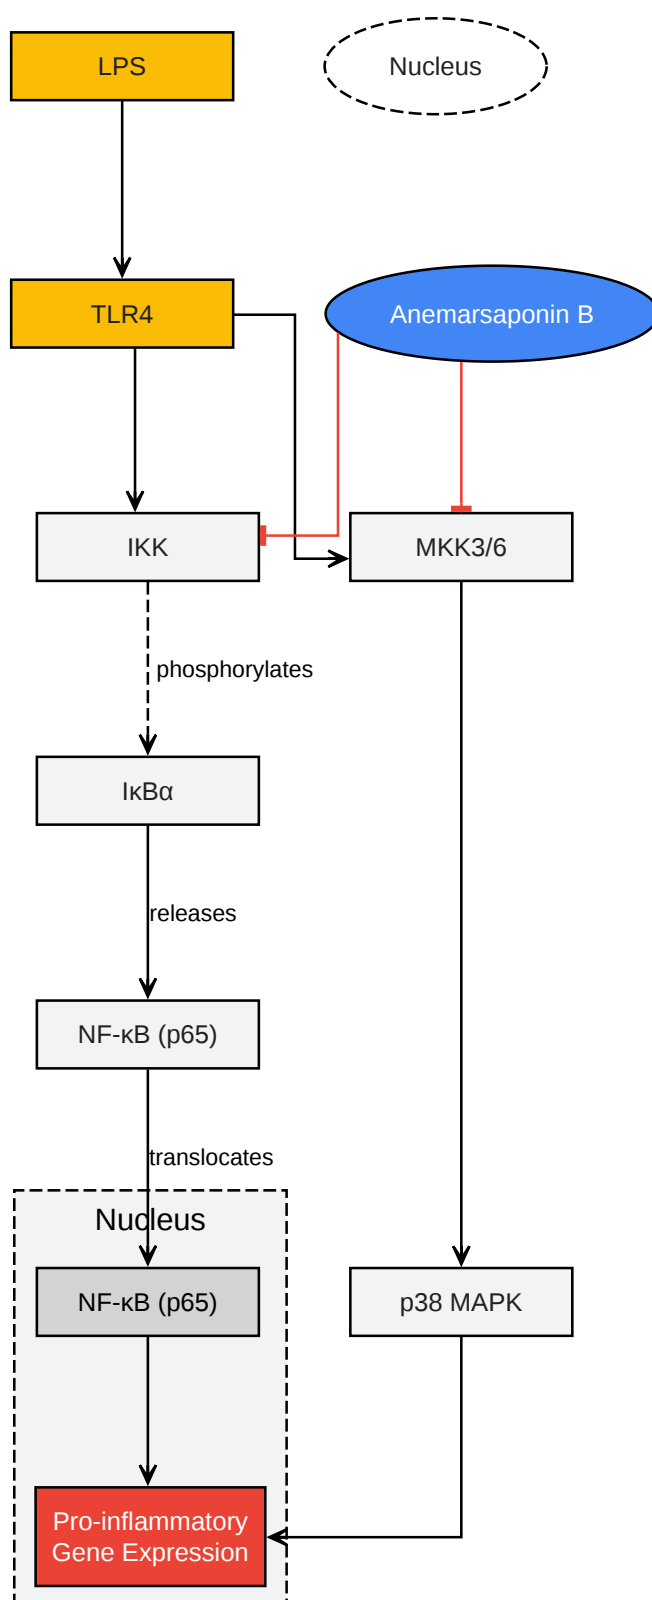 LPS
Nucleus
TLR4
Anemarsaponin B
IKK
MKK3/6
phosphorylates
IκBα
releases
NF-κB (p65)
translocates
Nucleus
NF-κB (p65)
p38 MAPK
Pro-inflammatory
Gene Expression